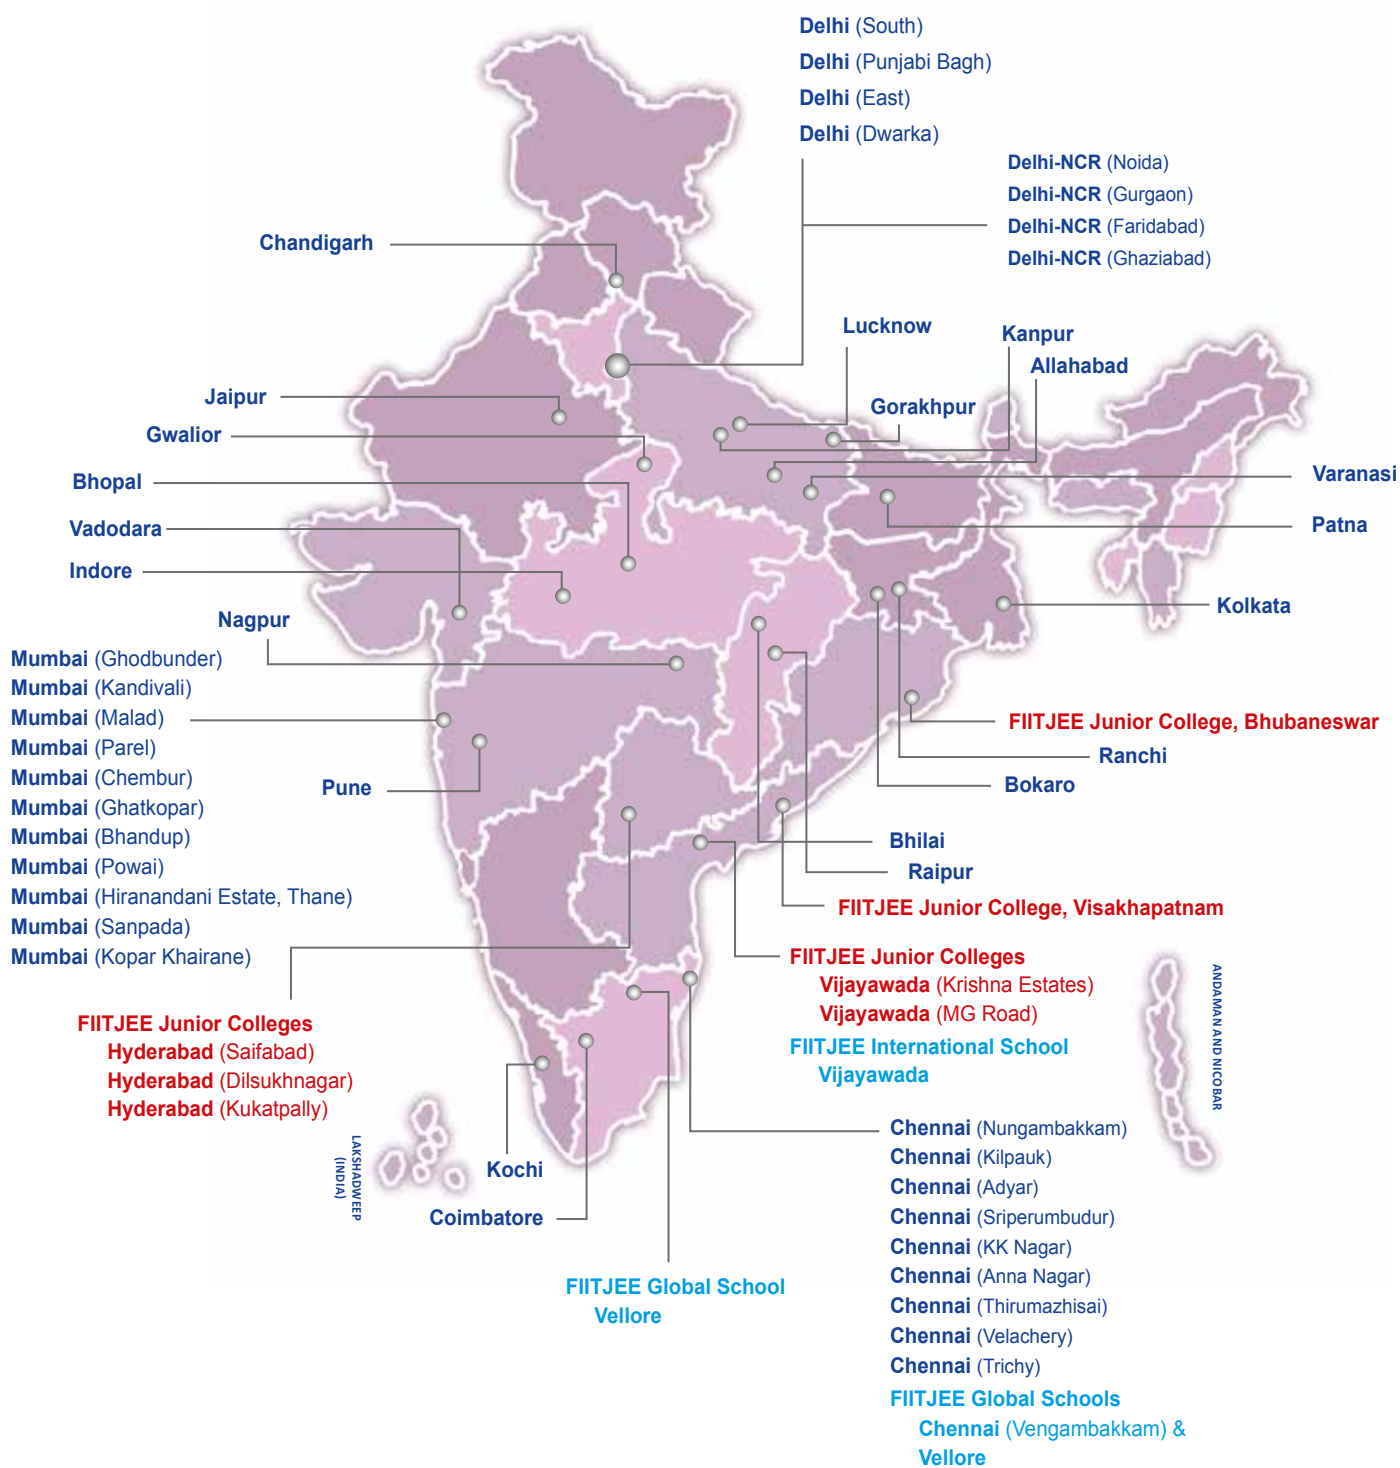 Delhi (South)
Delhi (Punjabi Bagh)
Delhi (East)
Delhi (Dwarka)
Delhi-NCR (Noida)
Delhi-NCR (Gurgaon)
Delhi-NCR (Faridabad)
Delhi-NCR (Ghaziabad)
Chandigarh
Lucknow
Kanpur
Allahabad
Jaipur
Gorakhpur
Gwalior
Bhopal
Varanasi
Vadodara
Patna
Indore
Kolkata
Nagpur
Mumbai (Ghodbunder)
Mumbai (Kandivali)
Mumbai (Malad)
Mumbai (Parel)
Mumbai (Chembur)
Mumbai (Ghatkopar)
Mumbai (Bhandup)
Mumbai (Powai)
Mumbai (Hiranandani Estate, Thane)
Mumbai (Sanpada)
Mumbai (Kopar Khairane)
Pune
FIITJEE Junior College, Bhubaneswar
Ranchi
Bokaro
Bhilai
Raipur
FIITJEE Junior College, Visakhapatnam
FIITJEE Junior Colleges
Vijayawada (Krishna Estates)
Vijayawada (MG Road)
FIITJEE International School
Vijayawada
ANDAMAN AND NICOBAR
FIITJEE Junior Colleges
Hyderabad (Saifabad)
Hyderabad (Dilsukhnagar)
Hyderabad (Kukatpally)
LAKSHADWEEP
(INDIA)
Kochi
Coimbatore
FIITJEE Global School
Vellore
Chennai (Nungambakkam)
Chennai (Kilpauk)
Chennai (Adyar)
Chennai (Sriperumbudur)
Chennai (KK Nagar)
Chennai (Anna Nagar)
Chennai (Thirumazhisai)
Chennai (Velachery)
Chennai (Trichy)
FIITJEE Global Schools
Chennai (Vengambakkam) &
Vellore